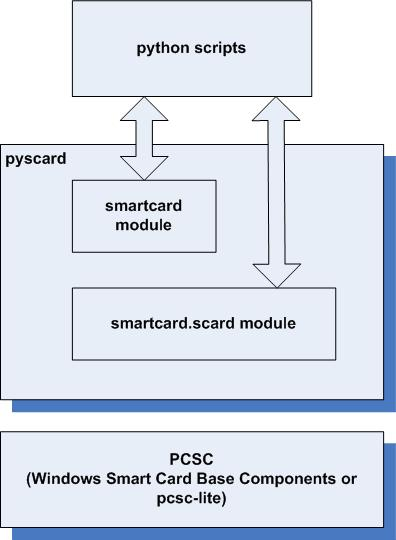 python scripts
pyscard
smartcard
module
smartcard.scard module
PCSC
(Windows Smart Card Base Components or
pcsc-lite)